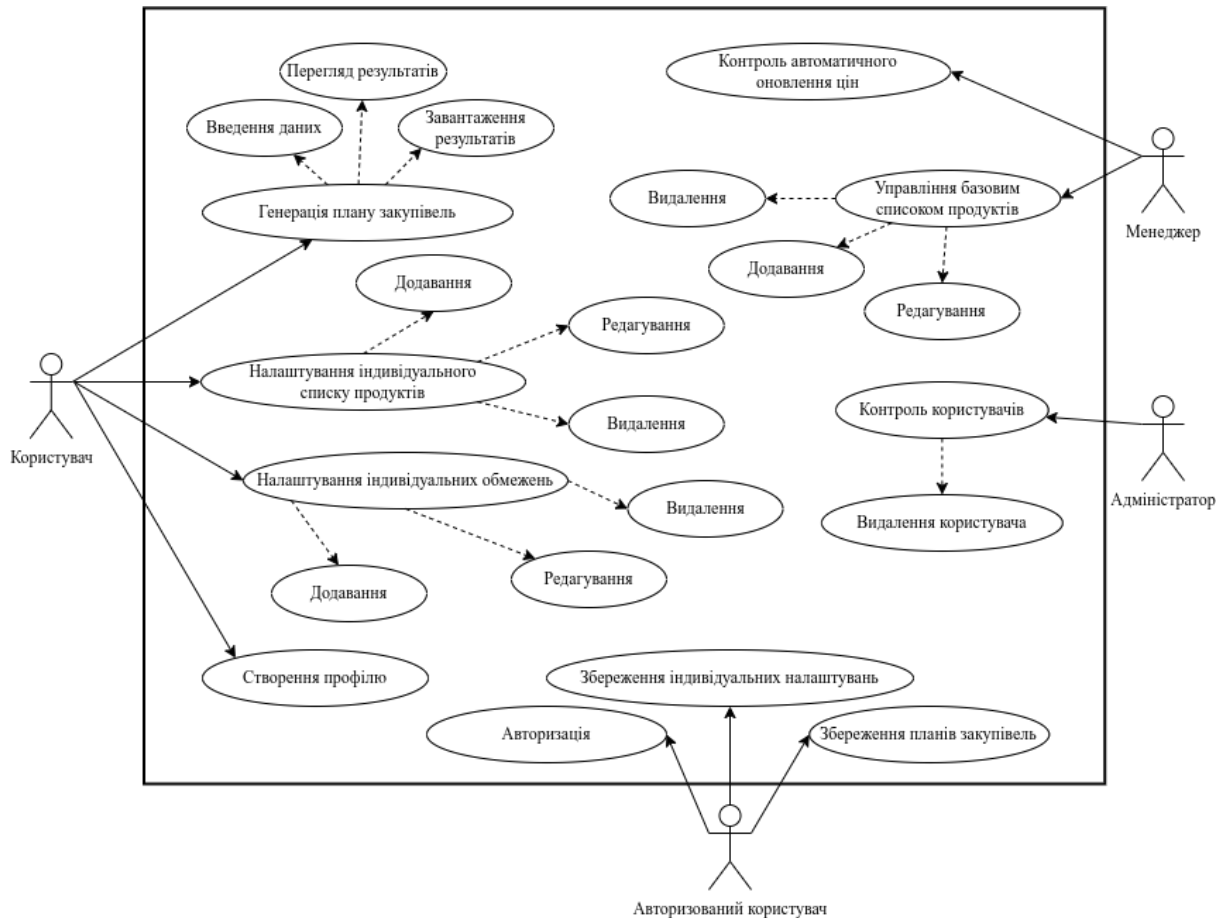 Перегляд результатів
Контроль автоматичного
оновлення цін
Введення даних
Завантаження
результатів
Генерація плану закупівель
Видалення
Управління базовим
списоком продуктів
Менеджер
Додавання
Додавання
Редагування
Редагування
Налаштування індивідуального
списку продуктів
Видалення
Контроль користувачів
Користувач
Налаштування індивідуальних обмежень
Видалення
Адміністратор
Видалення користувача
Додавання
Редагування
Створення профілю
Збереження індивідуальних налаштувань
Авторизація
Збереження планів закупівель
Авторизований користувач